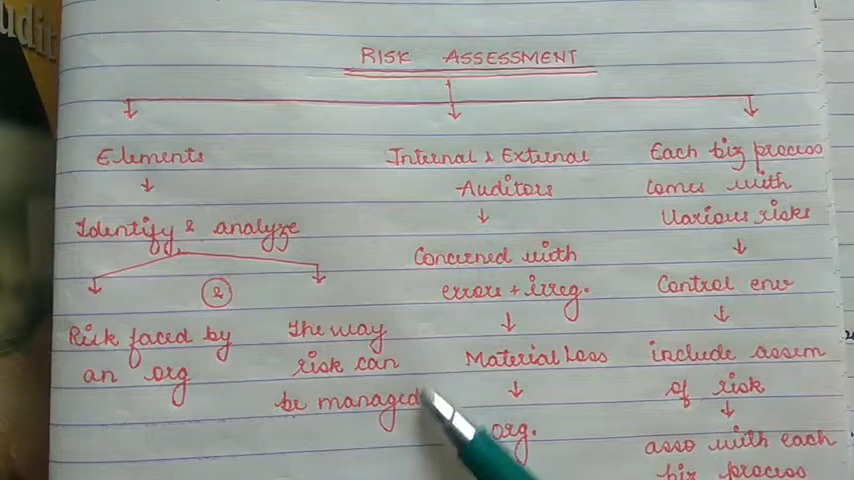 udit
RISK ASSESSMENT
Elements
Identify & analyze
&
Risk faced by
an org
The way
risk can
be managed
Internal & External
Auditors
Concerned with
errors + irreg.
Material Loss
org.
Each biz process
comes with
Various risks
Control env
include assem
of risk
asso with each
biz process